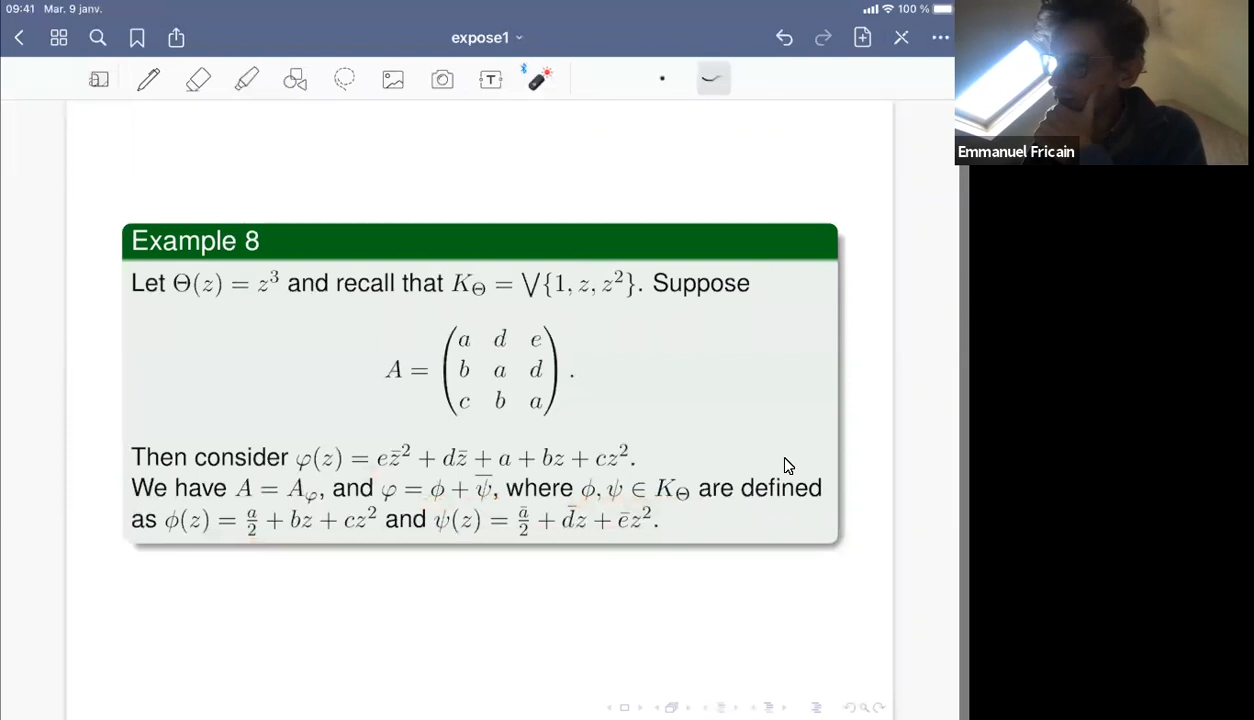 09:41 Mar. 9 janv.
100 %
expose1
T
Emmanuel Fricain
Example 8
Let Θ(z) = z³ and recall that K_Θ = ⋁{1, z, z²}. Suppose
a d e
A = b a d .
c b a
Then consider φ(z) = ez̄² + dz̄ + a + bz + cz².
We have A = A_φ, and φ = ϕ + ψ̄, where ϕ, ψ ∈ K_Θ are defined
as ϕ(z) = a/2 + bz + cz² and ψ(z) = ā/2 + d̄z + ēz².